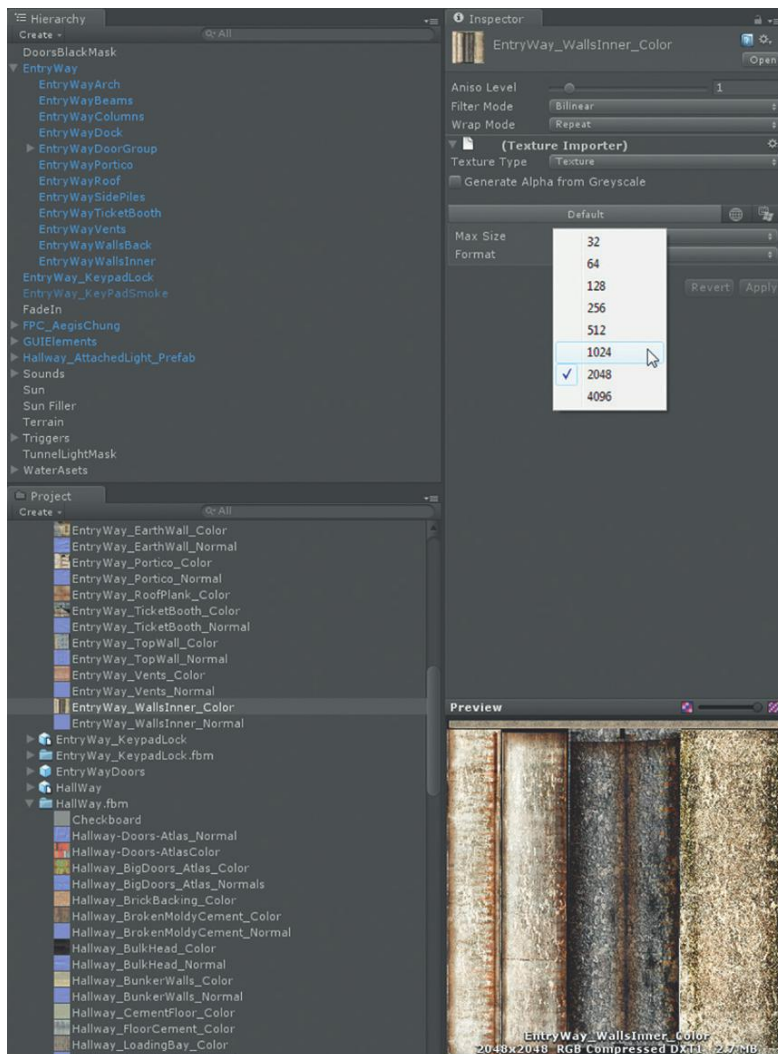 Hierarchy
Create
All
DoorsBlackMask
EntryWay
EntryWayArch
EntryWayBeams
EntryWayColumns
EntryWayDock
EntryWayDoorGroup
EntryWayPortico
EntryWayRoof
EntryWaySidePiles
EntryWayTicketBooth
EntryWayVents
EntryWayWallsBack
EntryWayWallsInner
EntryWay_KeypadLock
EntryWay_KeyPadSmoke
FadeIn
FPC_AegisChung
GUIElements
Hallway_AttachedLight_Prefab
Sounds
Sun
Sun Filler
Terrain
Triggers
TunnelLightMask
WaterAsets
Project
Create
All
EntryWay_EarthWall_Color
EntryWay_EarthWall_Normal
EntryWay_Portico_Color
EntryWay_Portico_Normal
EntryWay_RoofPlank_Color
EntryWay_TicketBooth_Color
EntryWay_TicketBooth_Normal
EntryWay_TopWall_Color
EntryWay_TopWall_Normal
EntryWay_Vents_Color
EntryWay_Vents_Normal
EntryWay_WallsInner_Color
EntryWay_WallsInner_Normal
EntryWay_KeypadLock
EntryWay_KeypadLock.fbm
EntryWayDoors
HallWay
HallWay.fbm
Checkboard
Hallway-Doors-Atlas_Normal
Hallway-Doors-AtlasColor
Hallway_BigDoors_Atlas_Color
Hallway_BigDoors_Atlas_Normals
Hallway_BrickBacking_Color
Hallway_BrokenMoldyCement_Color
Hallway_BrokenMoldyCement_Normal
Hallway_BulkHead_Color
Hallway_BulkHead_Normal
Hallway_BunkerWalls_Color
Hallway_BunkerWalls_Normal
Hallway_CementFloor_Color
Hallway_FloorCement_Color
Hallway_LoadingBay_Color
Inspector
EntryWay_WallsInner_Color
Open
Aniso Level 1
Filter Mode Bilinear
Wrap Mode Repeat
(Texture Importer)
Texture Type Texture
Generate Alpha from Greyscale
Default
Max Size
Format
32
64
128
256
512
1024
2048
4096
Revert Apply
Preview
EntryWay_WallsInner_Color
2048x2048 RGB Compressed DXT1 2.7 MB